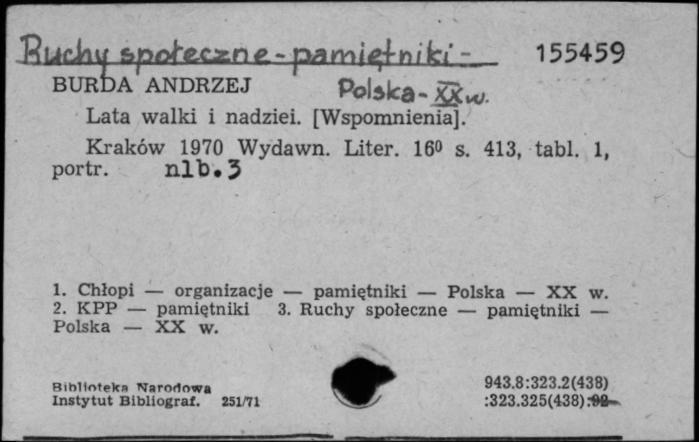 Ruchy społeczne - pamiętniki - 155459
BURDA ANDRZEJ Polska - XX w.
Lata walki i nadziei. [Wspomnienia].
Kraków 1970 Wydawn. Liter. 16⁰ s. 413, tabl. 1,
portr. nlb. 3
1. Chłopi — organizacje — pamiętniki — Polska — XX w.
2. KPP — pamiętniki 3. Ruchy społeczne — pamiętniki —
Polska — XX w.
Biblioteka Narodowa 943.8:323.2(438)
Instytut Bibliograf. 251/71 :323.325(438):92